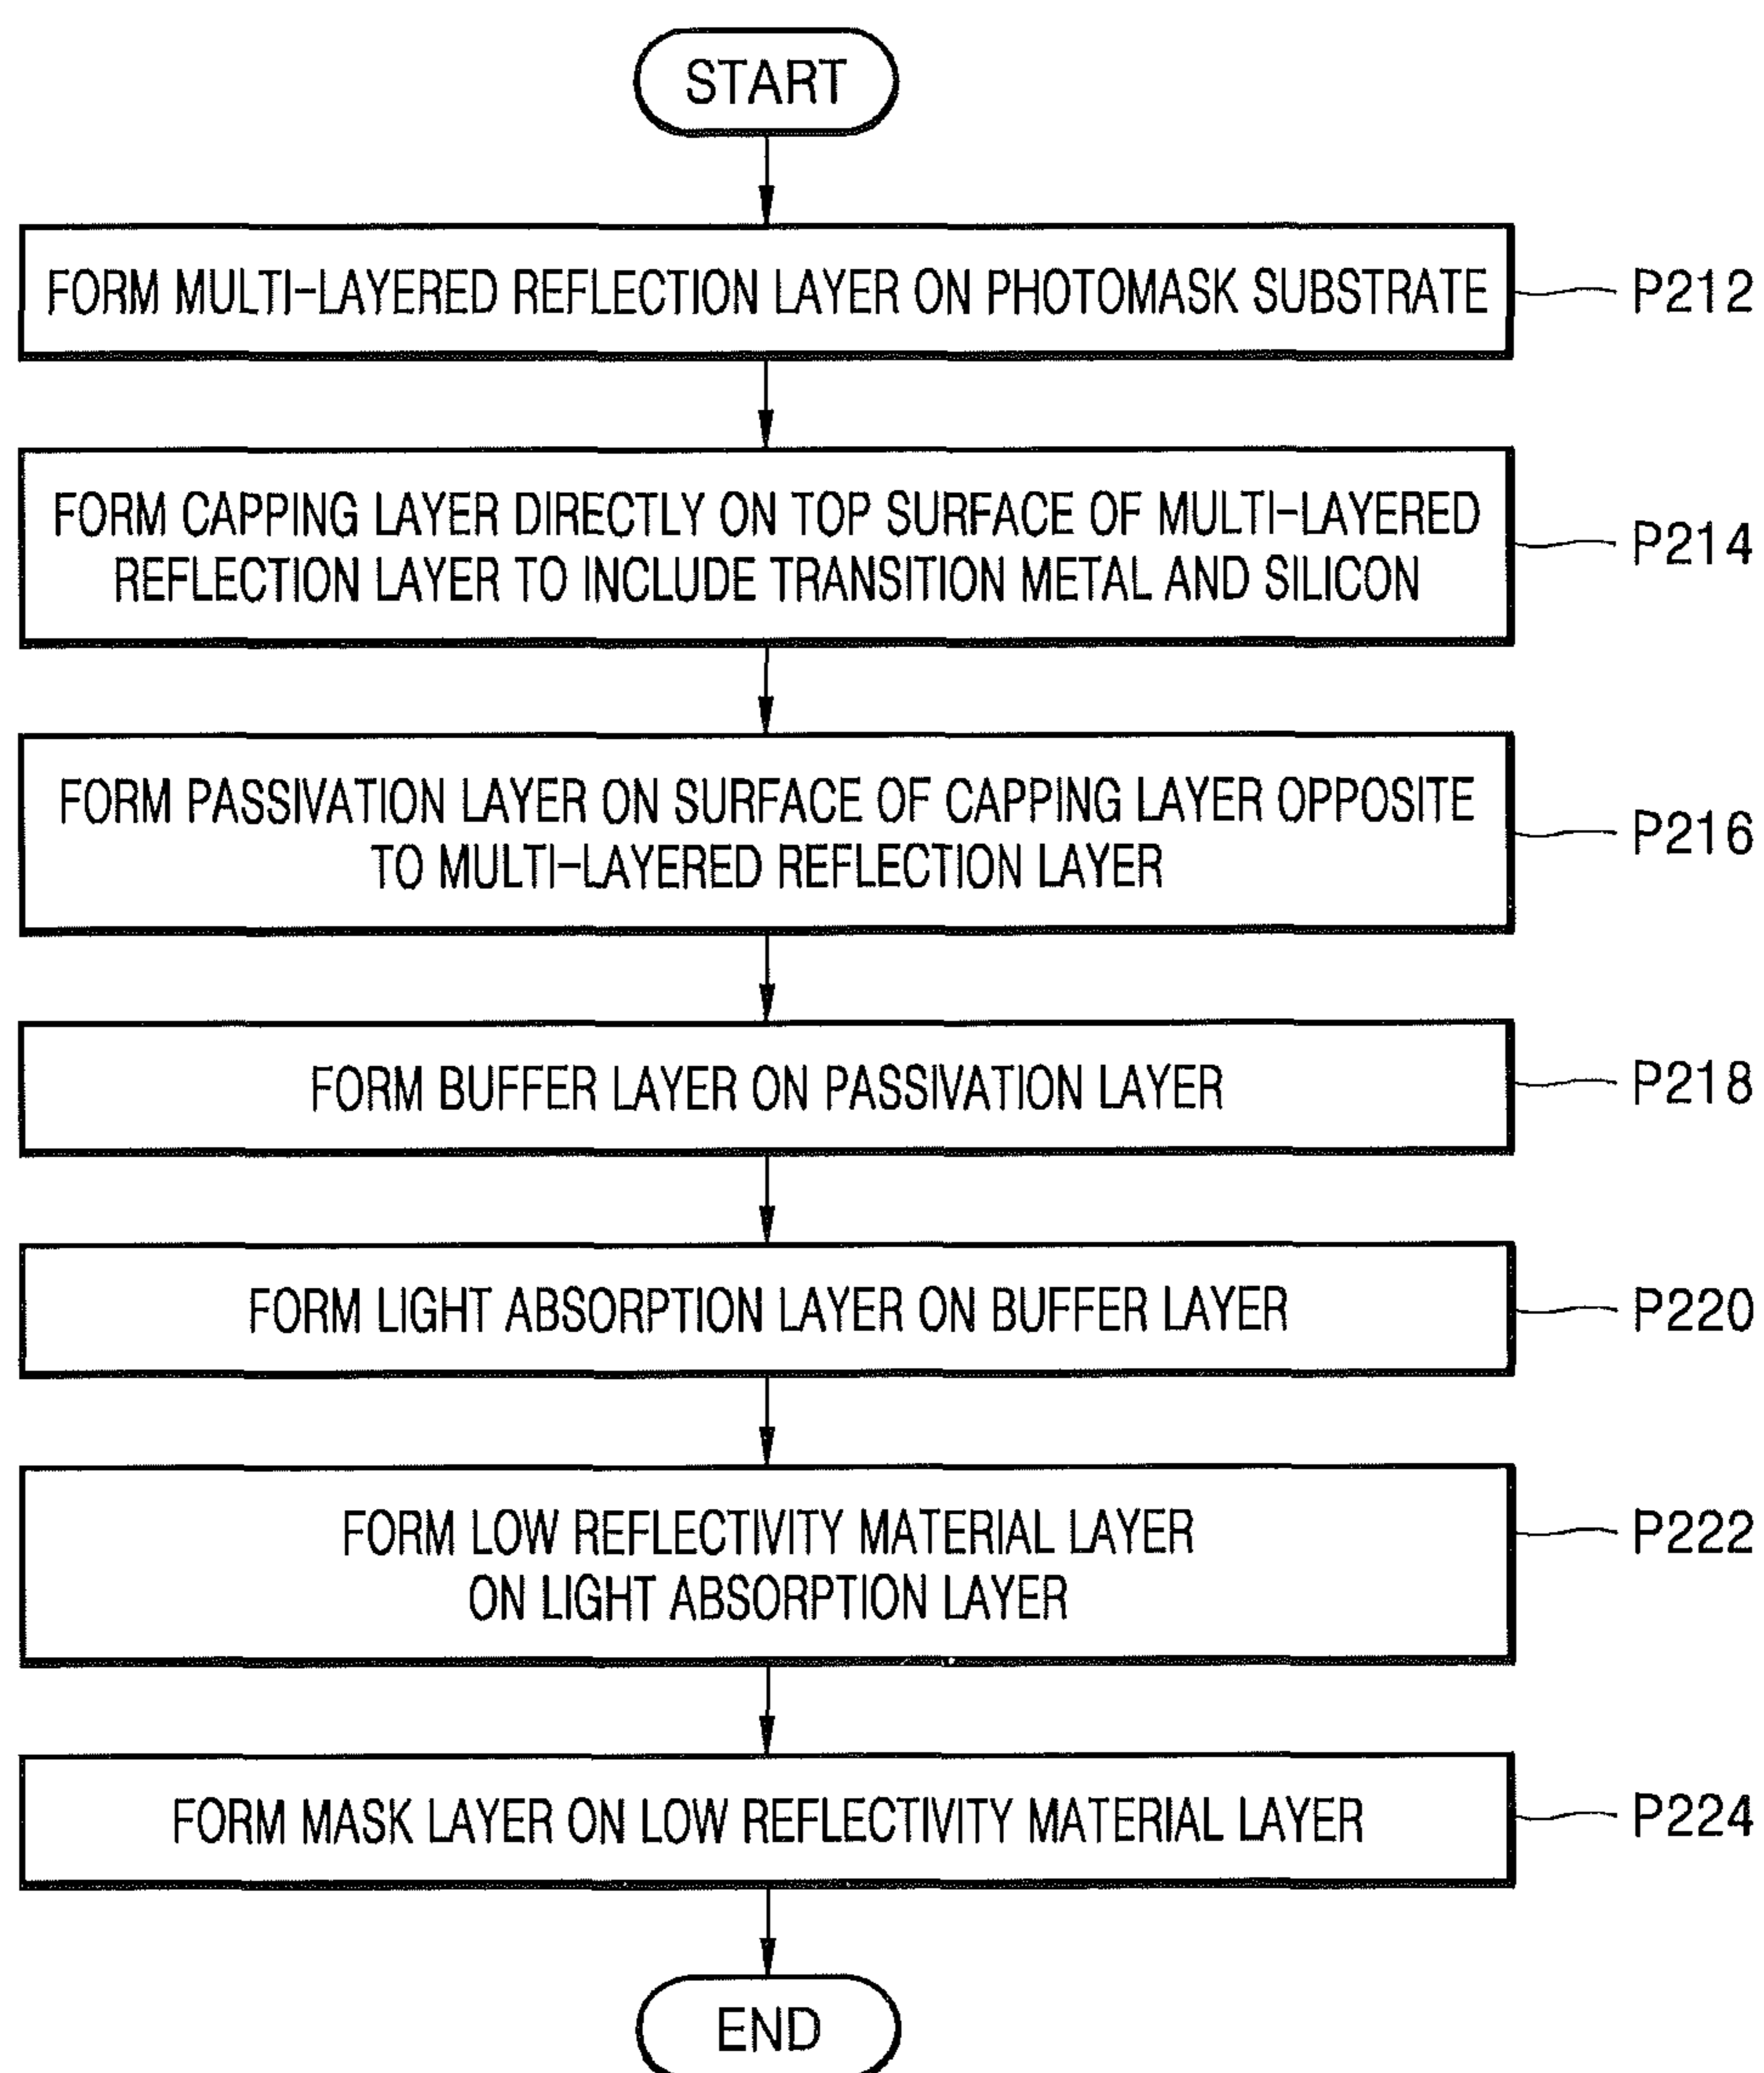 START
FORM MULTI-LAYERED REFLECTION LAYER ON PHOTOMASK SUBSTRATE
P212
FORM CAPPING LAYER DIRECTLY ON TOP SURFACE OF MULTI-LAYERED
REFLECTION LAYER TO INCLUDE TRANSITION METAL AND SILICON
P214
FORM PASSIVATION LAYER ON SURFACE OF CAPPING LAYER OPPOSITE
TO MULTI-LAYERED REFLECTION LAYER
P216
FORM BUFFER LAYER ON PASSIVATION LAYER
P218
FORM LIGHT ABSORPTION LAYER ON BUFFER LAYER
P220
FORM LOW REFLECTIVITY MATERIAL LAYER
ON LIGHT ABSORPTION LAYER
P222
FORM MASK LAYER ON LOW REFLECTIVITY MATERIAL LAYER
P224
END